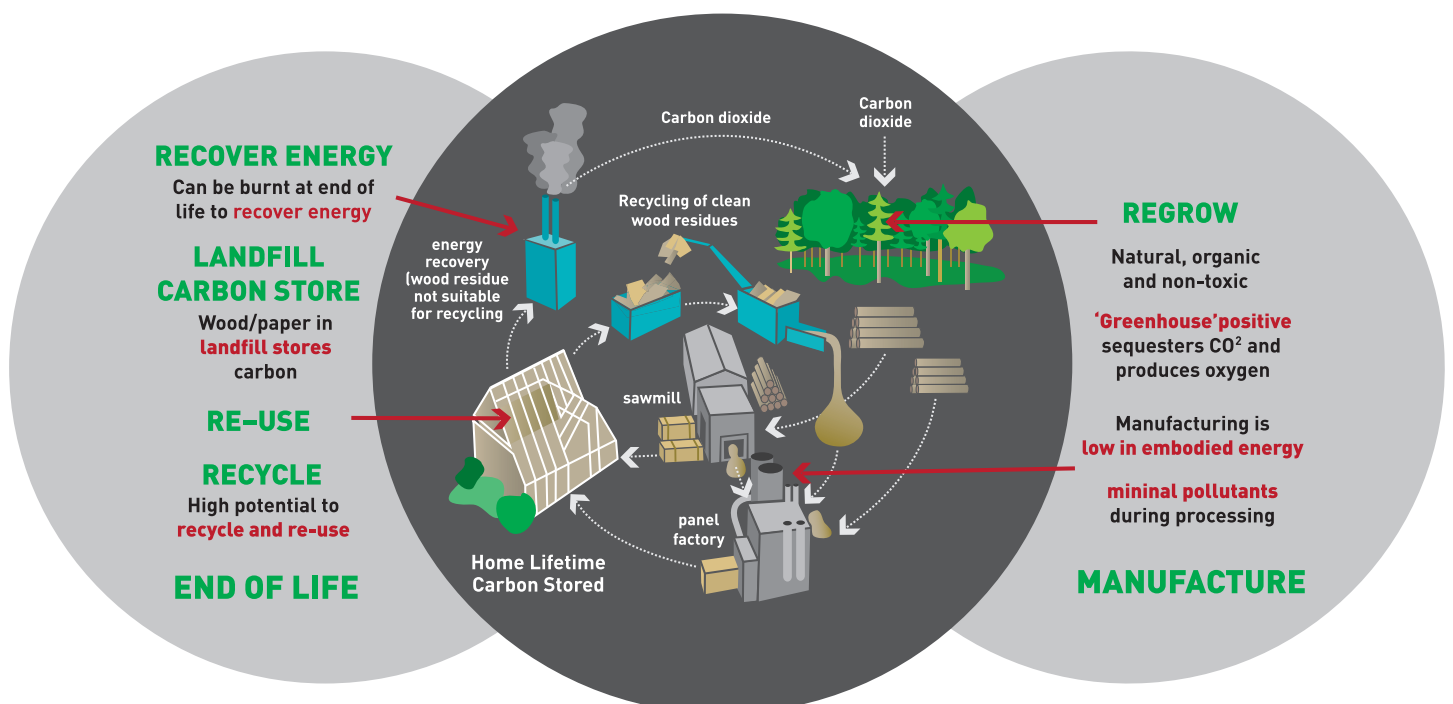 RECOVER ENERGY
Can be burnt at end of
life to recover energy
LANDFILL
CARBON STORE
Wood/paper in
landfill stores
carbon
RE–USE
RECYCLE
High potential to
recycle and re-use
END OF LIFE
Carbon dioxide
Carbon
dioxide
Recycling of clean
wood residues
energy
recovery
(wood residue
not suitable
for recycling
sawmill
panel
factory
Home Lifetime
Carbon Stored
REGROW
Natural, organic
and non-toxic
‘Greenhouse’positive
sequesters CO² and
produces oxygen
Manufacturing is
low in embodied energy
mininal pollutants
during processing
MANUFACTURE